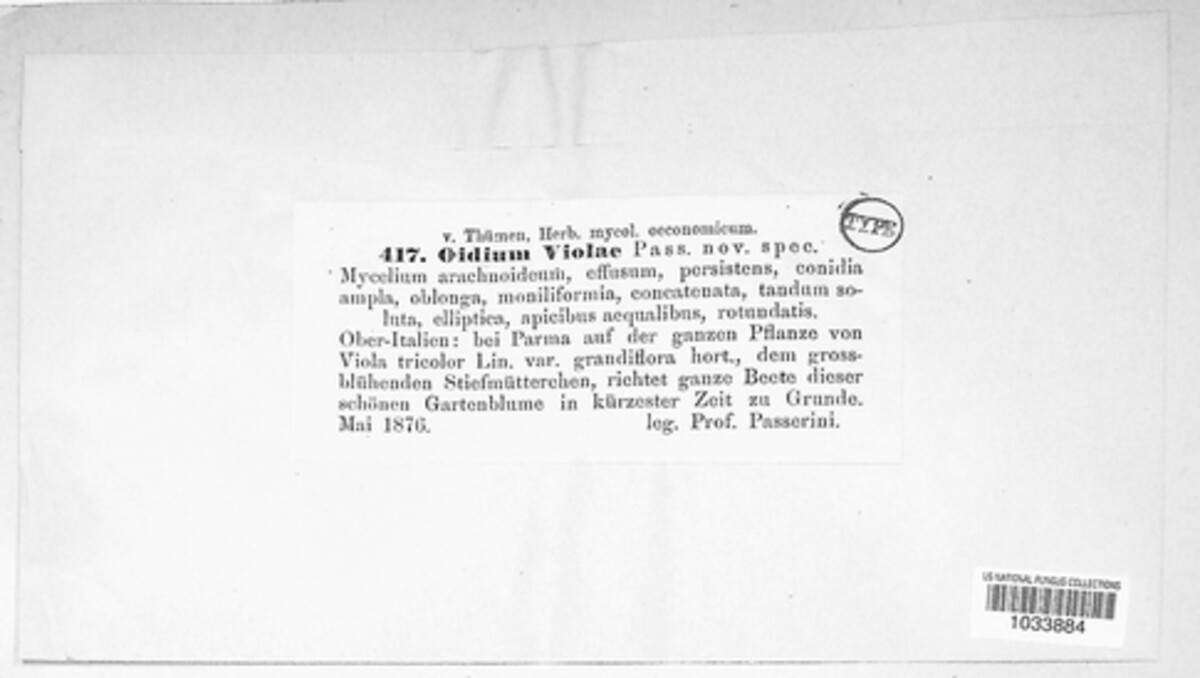 v. Thümen, Herb. mycol. oeconomicum.
TYPE
417. Oidium Violae Pass. nov. spec.
Mycelium arachnoideum, effusum, persistens, conidia
ampla, oblonga, moniliformia, concatenata, tandum so-
luta, elliptica, apicibus aequalibus, rotundatis.
Ober-Italien: bei Parma auf der ganzen Pflanze von
Viola tricolor Lin. var. grandiflora hort., dem gross-
blühenden Stiefmütterchen, richtet ganze Beete dieser
schönen Gartenblume in kürzester Zeit zu Grunde.
Mai 1876. leg. Prof. Passerini.
US NATIONAL FUNGUS COLLECTIONS
1033884